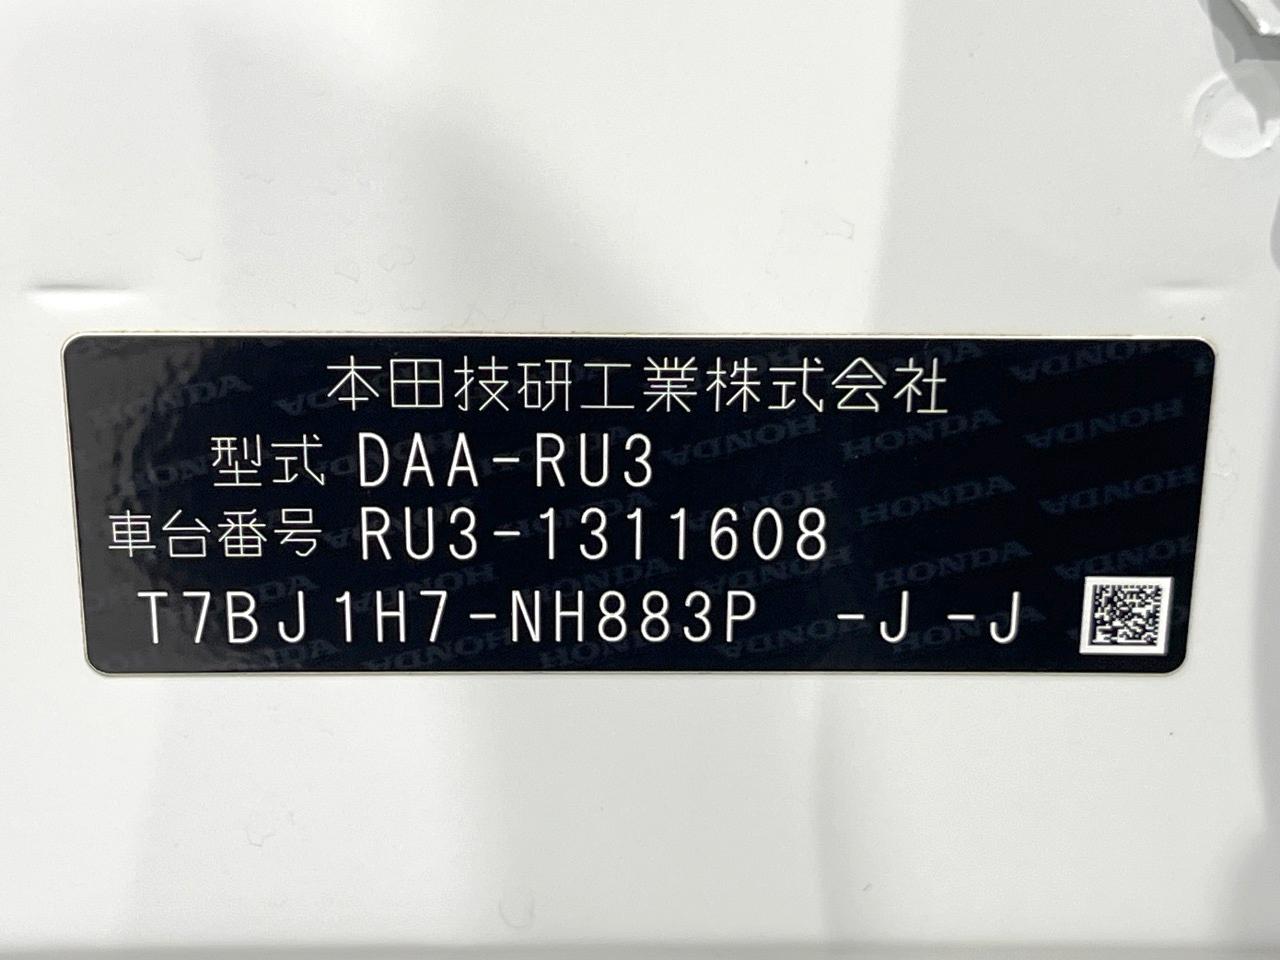 本田技研工業株式会社
型式 DAA-RU3
車台番号 RU3-1311608
T7BJ1H7-NH883P -J-J